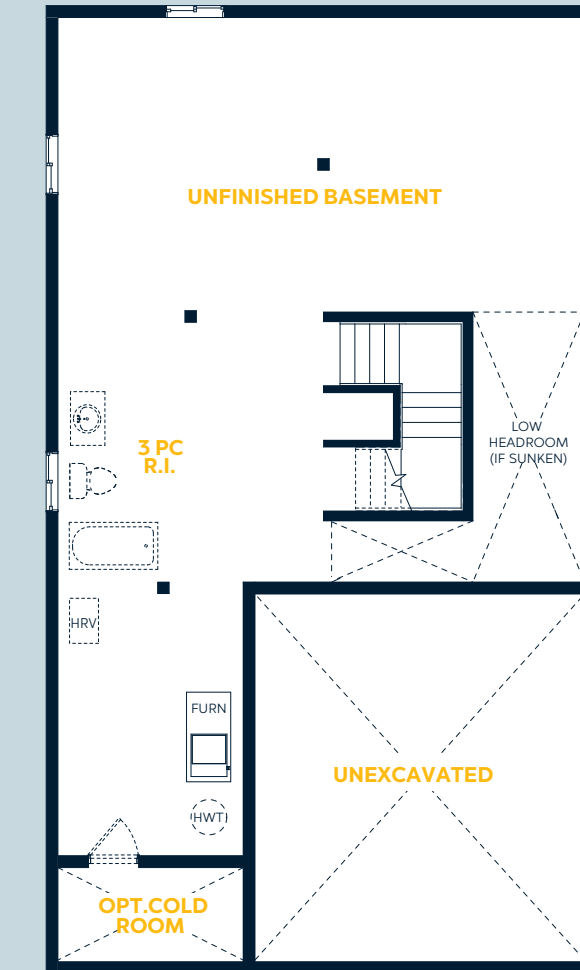 UNFINISHED BASEMENT
3 PC
R.I.
LOW
HEADROOM
(IF SUNKEN)
HRV
FURN
HWT
UNEXCAVATED
OPT.COLD
ROOM